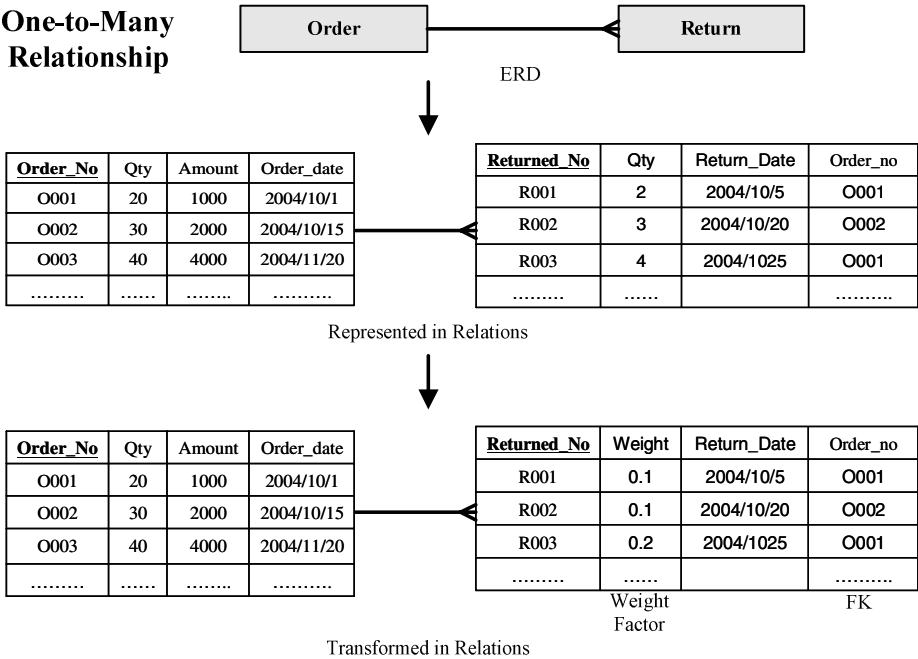 One-to-Many
Relationship
Order
Return
ERD
Order_No Qty Amount Order_date
O001 20 1000 2004/10/1
O002 30 2000 2004/10/15
O003 40 4000 2004/11/20
......... ...... ........ ..........
Returned_No Qty Return_Date Order_no
R001 2 2004/10/5 O001
R002 3 2004/10/20 O002
R003 4 2004/1025 O001
......... ...... ..........
Represented in Relations
Order_No Qty Amount Order_date
O001 20 1000 2004/10/1
O002 30 2000 2004/10/15
O003 40 4000 2004/11/20
......... ...... ........ ..........
Returned_No Weight Return_Date Order_no
R001 0.1 2004/10/5 O001
R002 0.1 2004/10/20 O002
R003 0.2 2004/1025 O001
......... ...... ..........
Weight
Factor
FK
Transformed in Relations